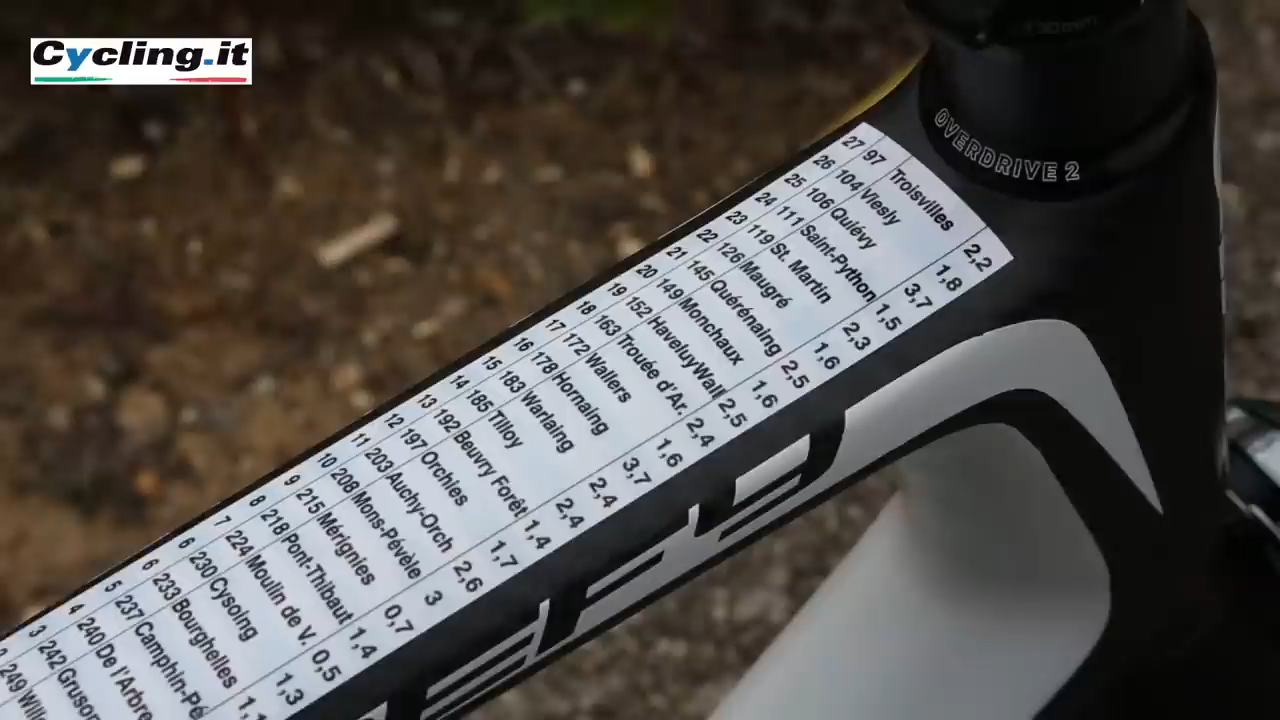 Cycling.it
130mm
OVERDRIVE 2
27 97 Troisvilles 2,2
26 104 Viesly 1,8
25 106 Quiévy 3,7
24 111 Saint-Python 1,5
23 119 St. Martin 2,3
22 126 Maugré 1,6
21 145 Quérénaing 2,5
20 149 Monchaux 1,6
19 152 HaveluyWall 2,5
18 163 Trouée d'Ar. 2,4
17 172 Wallers 1,6
16 178 Hornaing 3,7
15 183 Warlaing 2,4
14 185 Tilloy 2,4
13 192 Beuvry Forêt 1,4
12 197 Orchies 1,7
11 203 Auchy-Orch 2,6
10 208 Mons-Pévèle 3
9 215 Mérignies 0,7
8 218 Pont-Thibaut 1,4
7 224 Moulin de V. 0,5
6 230 Cysoing 1,3
6 233 Bourghelles 1,1
5 237 Camphin-Pé
4 240 De l'Arbre
3 242 Gruson
2 249